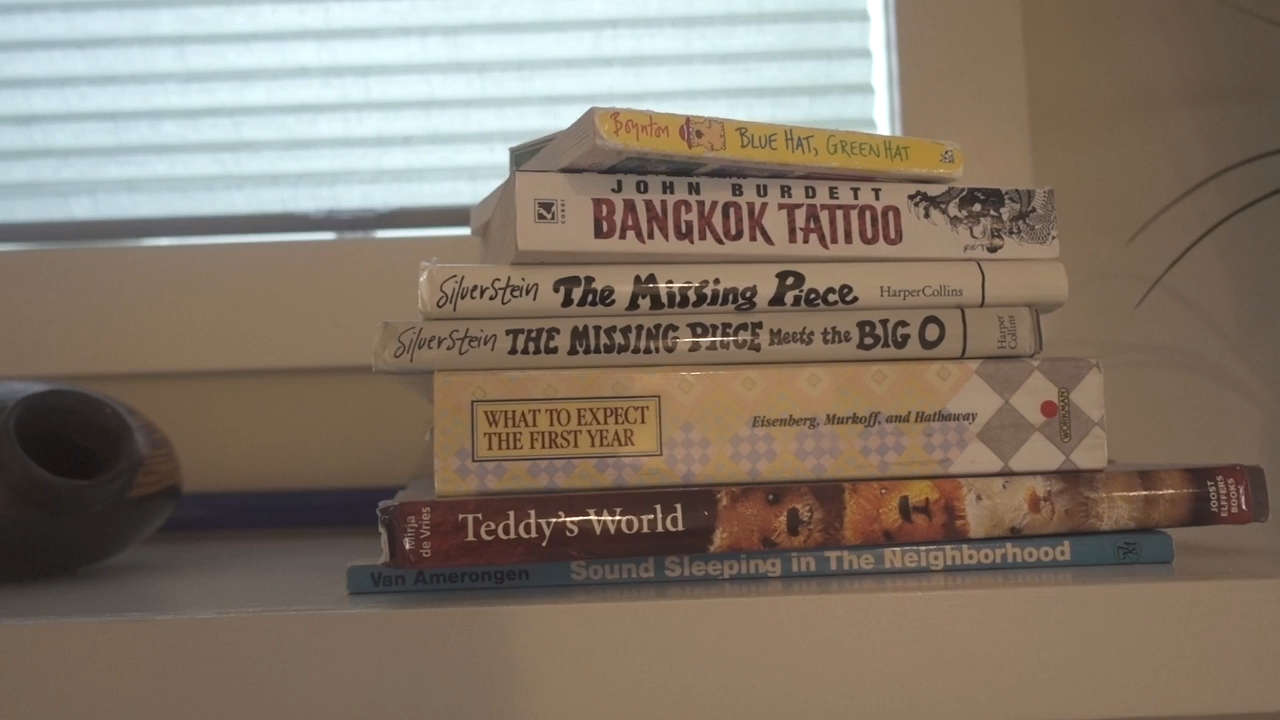 Boynton BLUE HAT, GREEN HAT
CORGI
JOHN BURDETT
BANGKOK TATTOO
Silverstein The Missing Piece HarperCollins
Silverstein THE MISSING PIECE Meets the BIG O Harper
Collins
WHAT TO EXPECT
THE FIRST YEAR
Eisenberg, Murkoff, and Hathaway
WORKMAN
Mirja
de Vries
Teddy's World
JOOST
ELFFERS
BOOKS
Van Amerongen Sound Sleeping in The Neighborhood